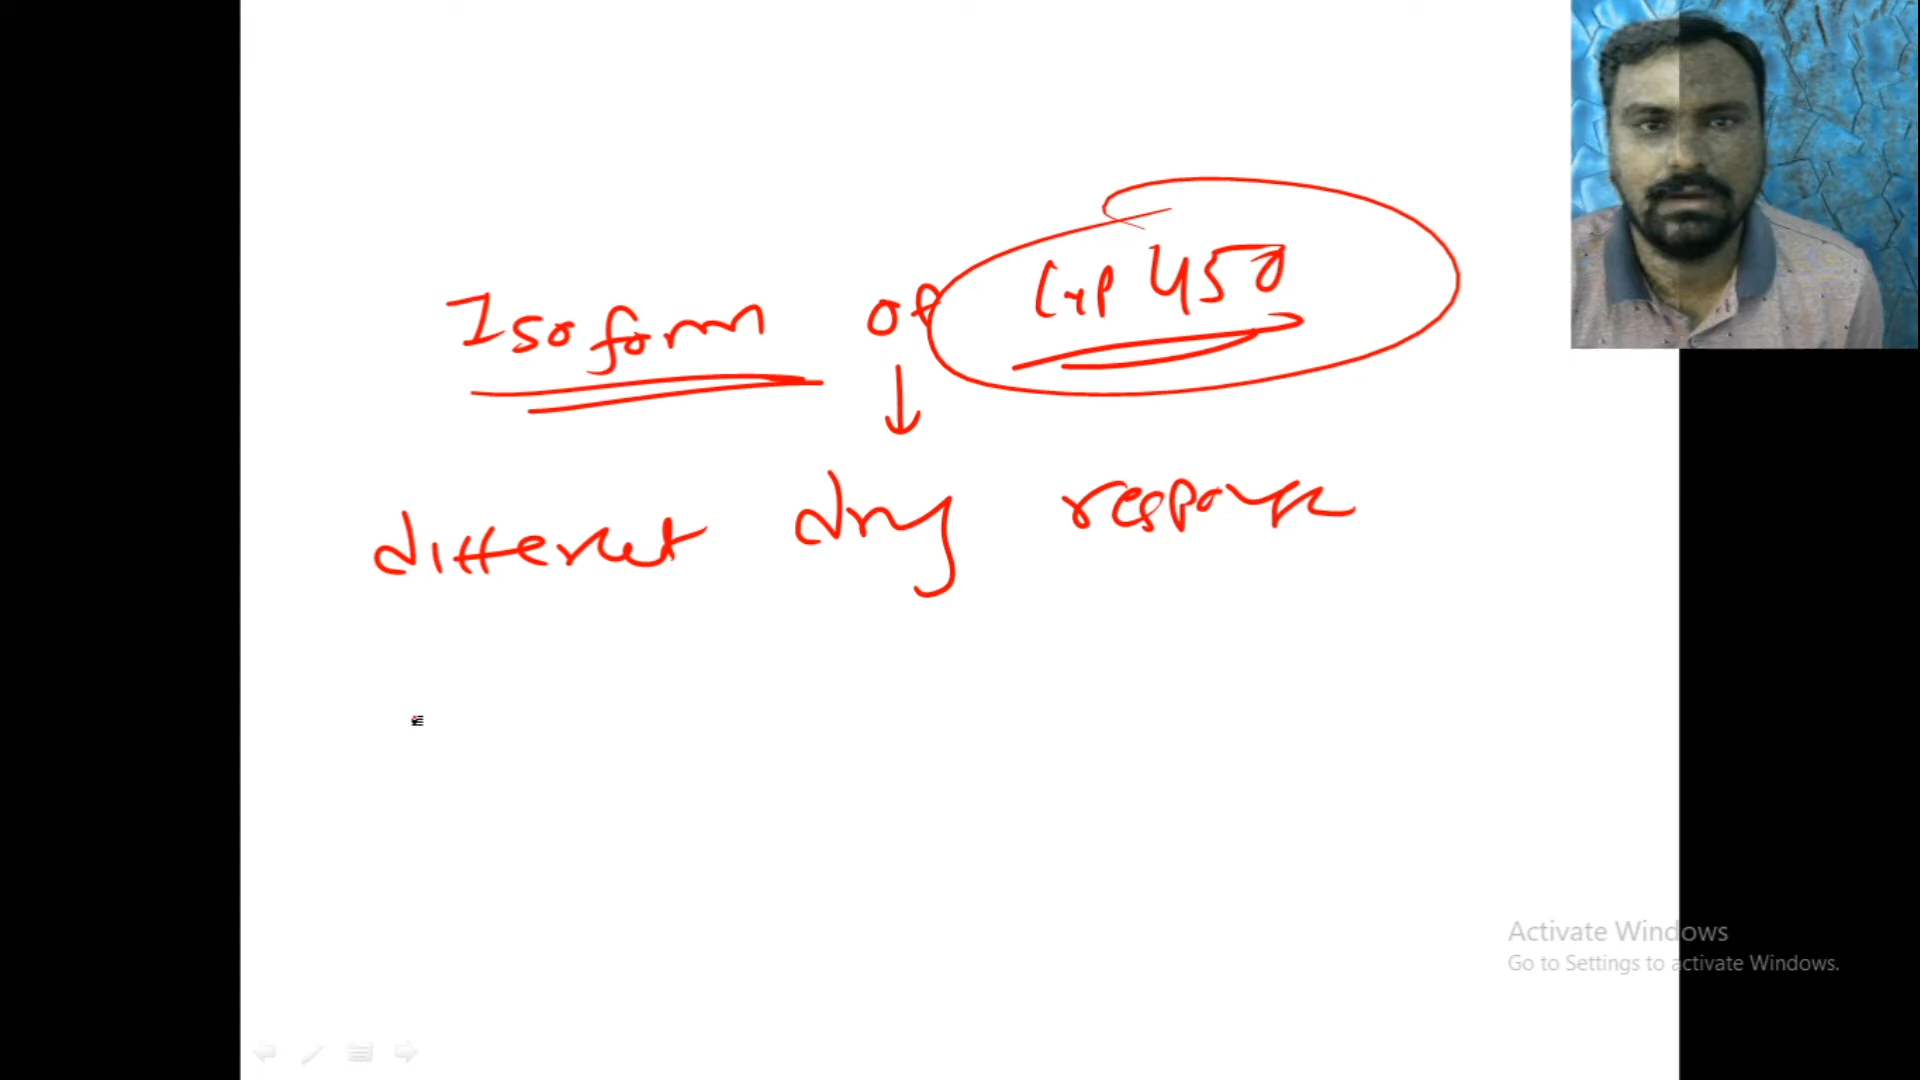 Isoform of Cyp 450
↓
different drug response
Activate Windows
Go to Settings to activate Windows.